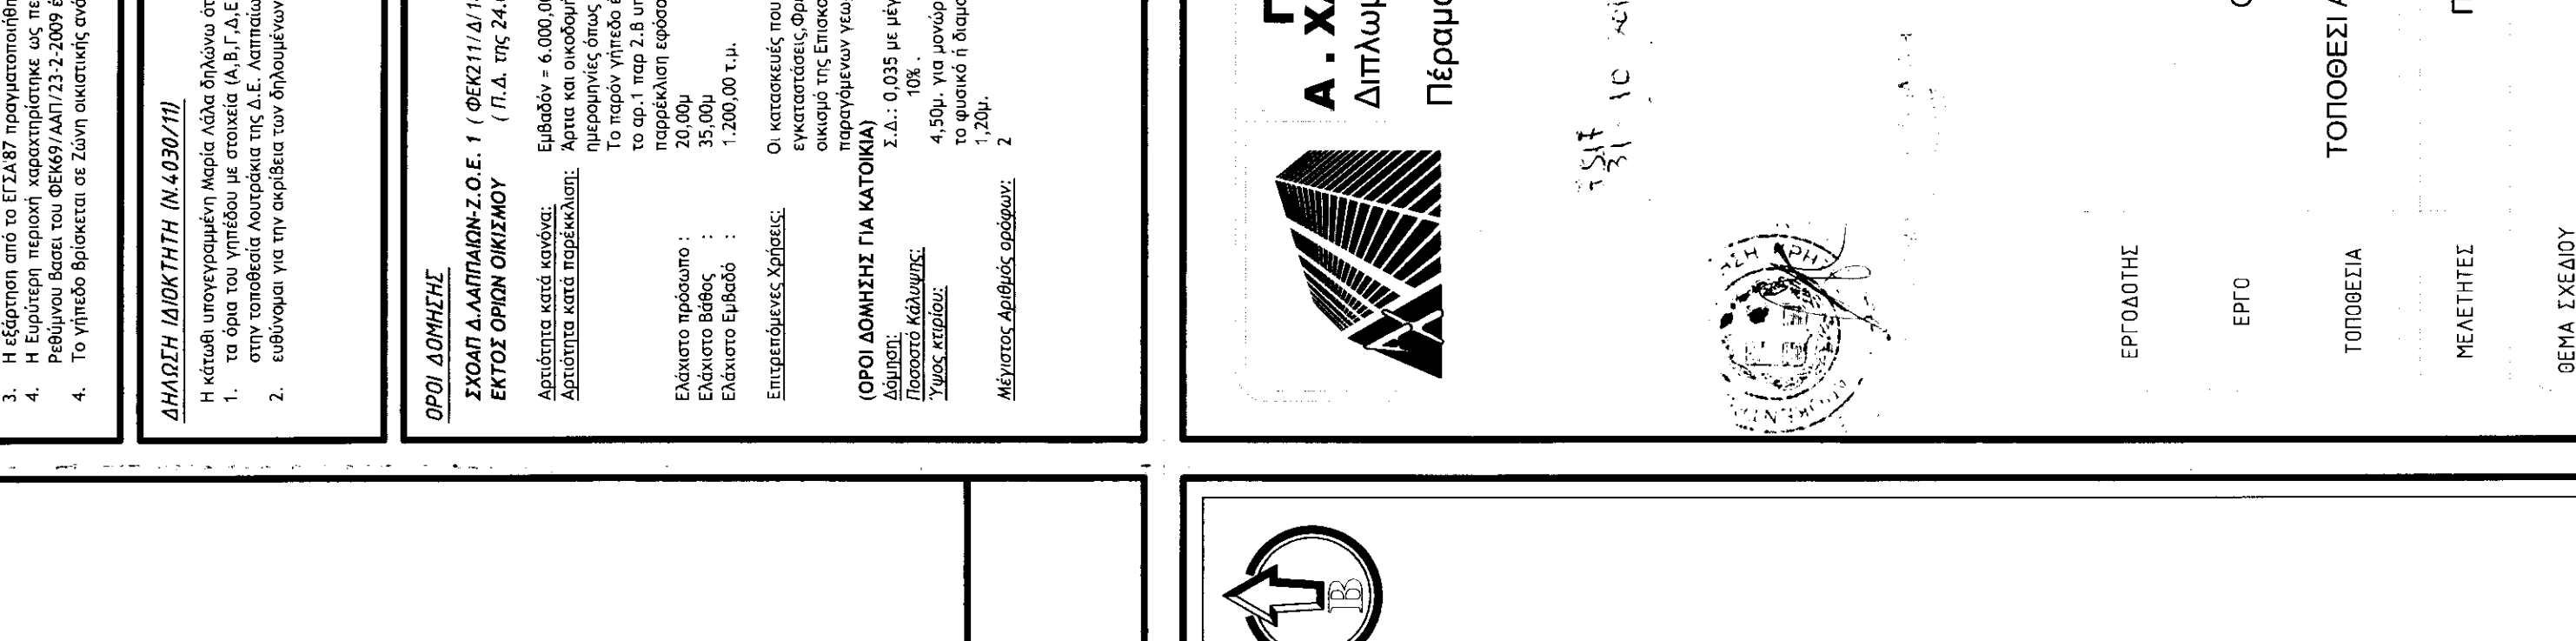 3. Η εξάρτηση από το ΕΓΣΑ'87 πραγματοποιήθη
4. Η Ευρύτερη περιοχή χαρακτηρίστηκε ως πε
Ρεθύμνου Βασει του ΦΕΚ69/ΑΑΠ/23-2-2009 έ
4. Το γήπεδο Βρίσκεται σε Ζώνη οικιστικής ανά
ΔΗΛΩΣΗ ΙΔΙΟΚΤΗΤΗ (Ν.4030/11)
Η κάτωθι υπογεγραμμένη Μαρία Λάλα δηλώνω ότ
1. τα όρια του γηπέδου με στοιχεία (Α,Β,Γ,Δ,Ε
στην τοποθεσία Λουτράκια της Δ.Ε. Λαππαίω
2. ευθύνομαι για την ακρίβεια των δηλουμένων
ΟΡΟΙ ΔΟΜΗΣΗΣ
ΣΧΟΑΠ Δ.ΛΑΠΠΑΙΩΝ-Ζ.Ο.Ε. 1 ( ΦΕΚ211/Δ/1
ΕΚΤΟΣ ΟΡΙΩΝ ΟΙΚΙΣΜΟΥ ( Π.Δ. της 24.
Αρτιότητα κατά κανόνα: Εμβαδόν = 6.000,0
Αρτιότητα κατά παρέκκλιση: Άρτια και οικοδομή
ημερομηνίες όπως
Το παρόν γήπεδο ε
το αρ.1 παρ 2.Β υπ
παρρέκλιση εφόσο
Ελάχιστο πρόσωπο : 20,00μ
Ελάχιστο Βάθος : 35,00μ
Ελάχιστο Εμβαδό : 1.200,00 τ.μ.
Επιτρεπόμενες Χρήσεις: Οι κατασκευές που
εγκαταστάσεις,Φρ
οικισμό της Επισκο
παραγόμενων γεω
(ΟΡΟΙ ΔΟΜΗΣΗΣ ΓΙΑ ΚΑΤΟΙΚΙΑ)
Δόμηση: Σ.Δ.: 0,035 με μέγ
Ποσοστό Κάλυψης: 10% .
Ύψος κτιρίου: 4,50μ. για μονώρ
το φυσικό ή διαμο
1,20μ.
Μέγιστος Αριθμός ορόφων: 2
Α . ΧΑ
Διπλωμ
Πέραμα
ΕΡΓΟΔΟΤΗΣ
ΕΡΓΟ
ΤΟΠΟΘΕΣΙΑ
ΤΟΠΟΘΕΣΙ Α
ΜΕΛΕΤΗΤΕΣ
ΘΕΜΑ ΣΧΕΔΙΟΥ
Β